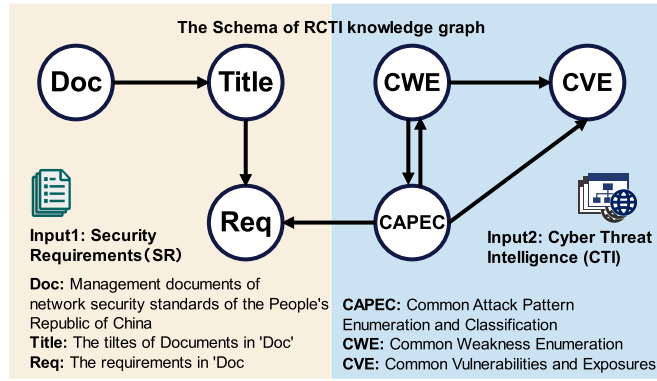 The Schema of RCTI knowledge graph
Doc
Title
CWE
CVE
Req
CAPEC
Input1: Security
Requirements（SR）
Doc: Management documents of
network security standards of the People's
Republic of China
Title: The tiltes of Documents in 'Doc'
Req: The requirements in 'Doc
Input2: Cyber Threat
Intelligence (CTI)
CAPEC: Common Attack Pattern
Enumeration and Classification
CWE: Common Weakness Enumeration
CVE: Common Vulnerabilities and Exposures